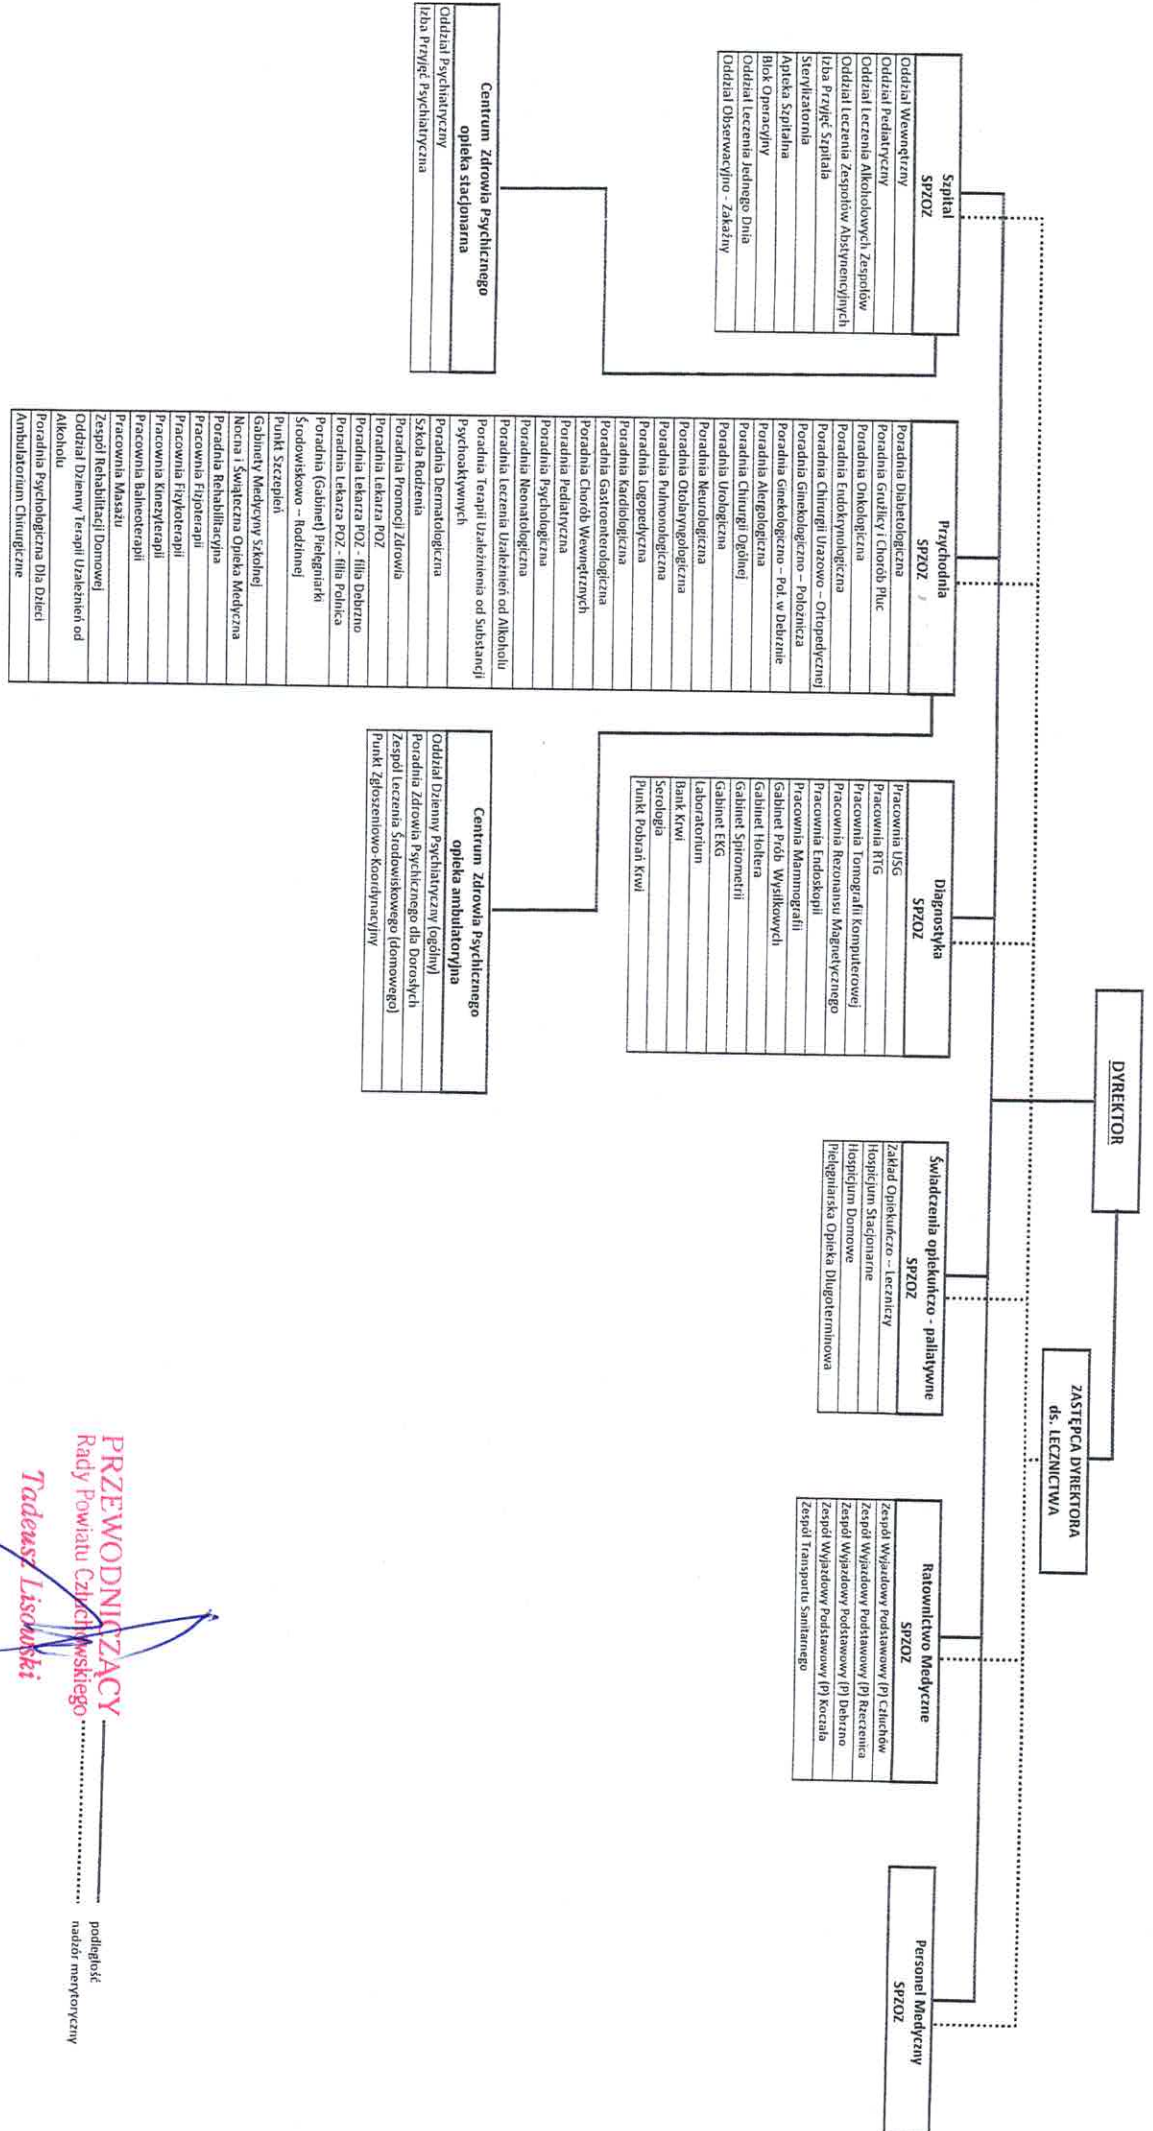 DYREKTOR
ZASTĘPCA DYREKTORA
ds. LECZNICTWA
Szpital
SPZOZ
Oddział Wewnętrzny
Oddział Pediatryczny
Oddział Leczenia Alkoholowych Zespołów
Oddział Leczenia Zespołów Abstynencyjnych
Izba Przyjęć Szpitala
Sterylizatornia
Apteka Szpitalna
Blok Operacyjny
Oddział Leczenia Jednego Dnia
Oddział Obserwacyjno - Zakaźny
Centrum Zdrowia Psychicznego
opieka stacjonarna
Oddział Psychiatryczny
Izba Przyjęć Psychiatryczna
Przychodnia
SPZOZ
Poradnia Diabetologiczna
Poradnia Gruźlicy i Chorób Płuc
Poradnia Onkologiczna
Poradnia Endokrynologiczna
Poradnia Chirurgii Urazowo – Ortopedycznej
Poradnia Ginekologiczno – Położnicza
Poradnia Ginekologiczno – Poł. w Debrznie
Poradnia Alergologiczna
Poradnia Chirurgii Ogólnej
Poradnia Urologiczna
Poradnia Neurologiczna
Poradnia Otolaryngologiczna
Poradnia Pulmonologiczna
Poradnia Logopedyczna
Poradnia Kardiologiczna
Poradnia Gastroenterologiczna
Poradnia Chorób Wewnętrznych
Poradnia Pediatryczna
Poradnia Psychologiczna
Poradnia Neonatologiczna
Poradnia Leczenia Uzależnień od Alkoholu
Poradnia Terapii Uzależnienia od Substancji
Psychoaktywnych
Poradnia Dermatologiczna
Szkoła Rodzenia
Poradnia Promocji Zdrowia
Poradnia Lekarza POZ
Poradnia Lekarza POZ - filia Debrzno
Poradnia Lekarza POZ - filia Polnica
Poradnia (Gabinet) Pielęgniarki
Środowiskowo – Rodzinnej
Punkt Szczepień
Gabinety Medycyny Szkolnej
Nocna i Świąteczna Opieka Medyczna
Poradnia Rehabilitacyjna
Pracownia Fizjoterapii
Pracownia Fizykoterapii
Pracownia Kinezyterapii
Pracownia Balneoterapii
Pracownia Masażu
Zespół Rehabilitacji Domowej
Oddział Dzienny Terapii Uzależnień od
Alkoholu
Poradnia Psychologiczna Dla Dzieci
Ambulatorium Chirurgiczne
Centrum Zdrowia Psychicznego
opieka ambulatoryjna
Oddział Dzienny Psychiatryczny (ogólny)
Poradnia Zdrowia Psychicznego dla Dorosłych
Zespół Leczenia Środowiskowego (domowego)
Punkt Zgłoszeniowo-Koordynacyjny
Diagnostyka
SPZOZ
Pracownia USG
Pracownia RTG
Pracownia Tomografii Komputerowej
Pracownia Rezonansu Magnetycznego
Pracownia Endoskopii
Pracownia Mammografii
Gabinet Prób Wysiłkowych
Gabinet Holtera
Gabinet Spirometrii
Gabinet EKG
Laboratorium
Bank Krwi
Serologia
Punkt Pobrań Krwi
Świadczenia opiekuńczo - paliatywne
SPZOZ
Zakład Opiekuńczo – Leczniczy
Hospicjum Stacjonarne
Hospicjum Domowe
Pielęgniarska Opieka Długoterminowa
Ratownictwo Medyczne
SPZOZ
Zespół Wyjazdowy Podstawowy (P) Człuchów
Zespół Wyjazdowy Podstawowy (P) Rzeczenica
Zespół Wyjazdowy Podstawowy (P) Debrzno
Zespół Wyjazdowy Podstawowy (P) Koczała
Zespół Transportu Sanitarnego
Personel Medyczny
SPZOZ
PRZEWODNICZĄCY
Rady Powiatu Człuchowskiego
Tadeusz Lisowski
podległość
nadzór merytoryczny